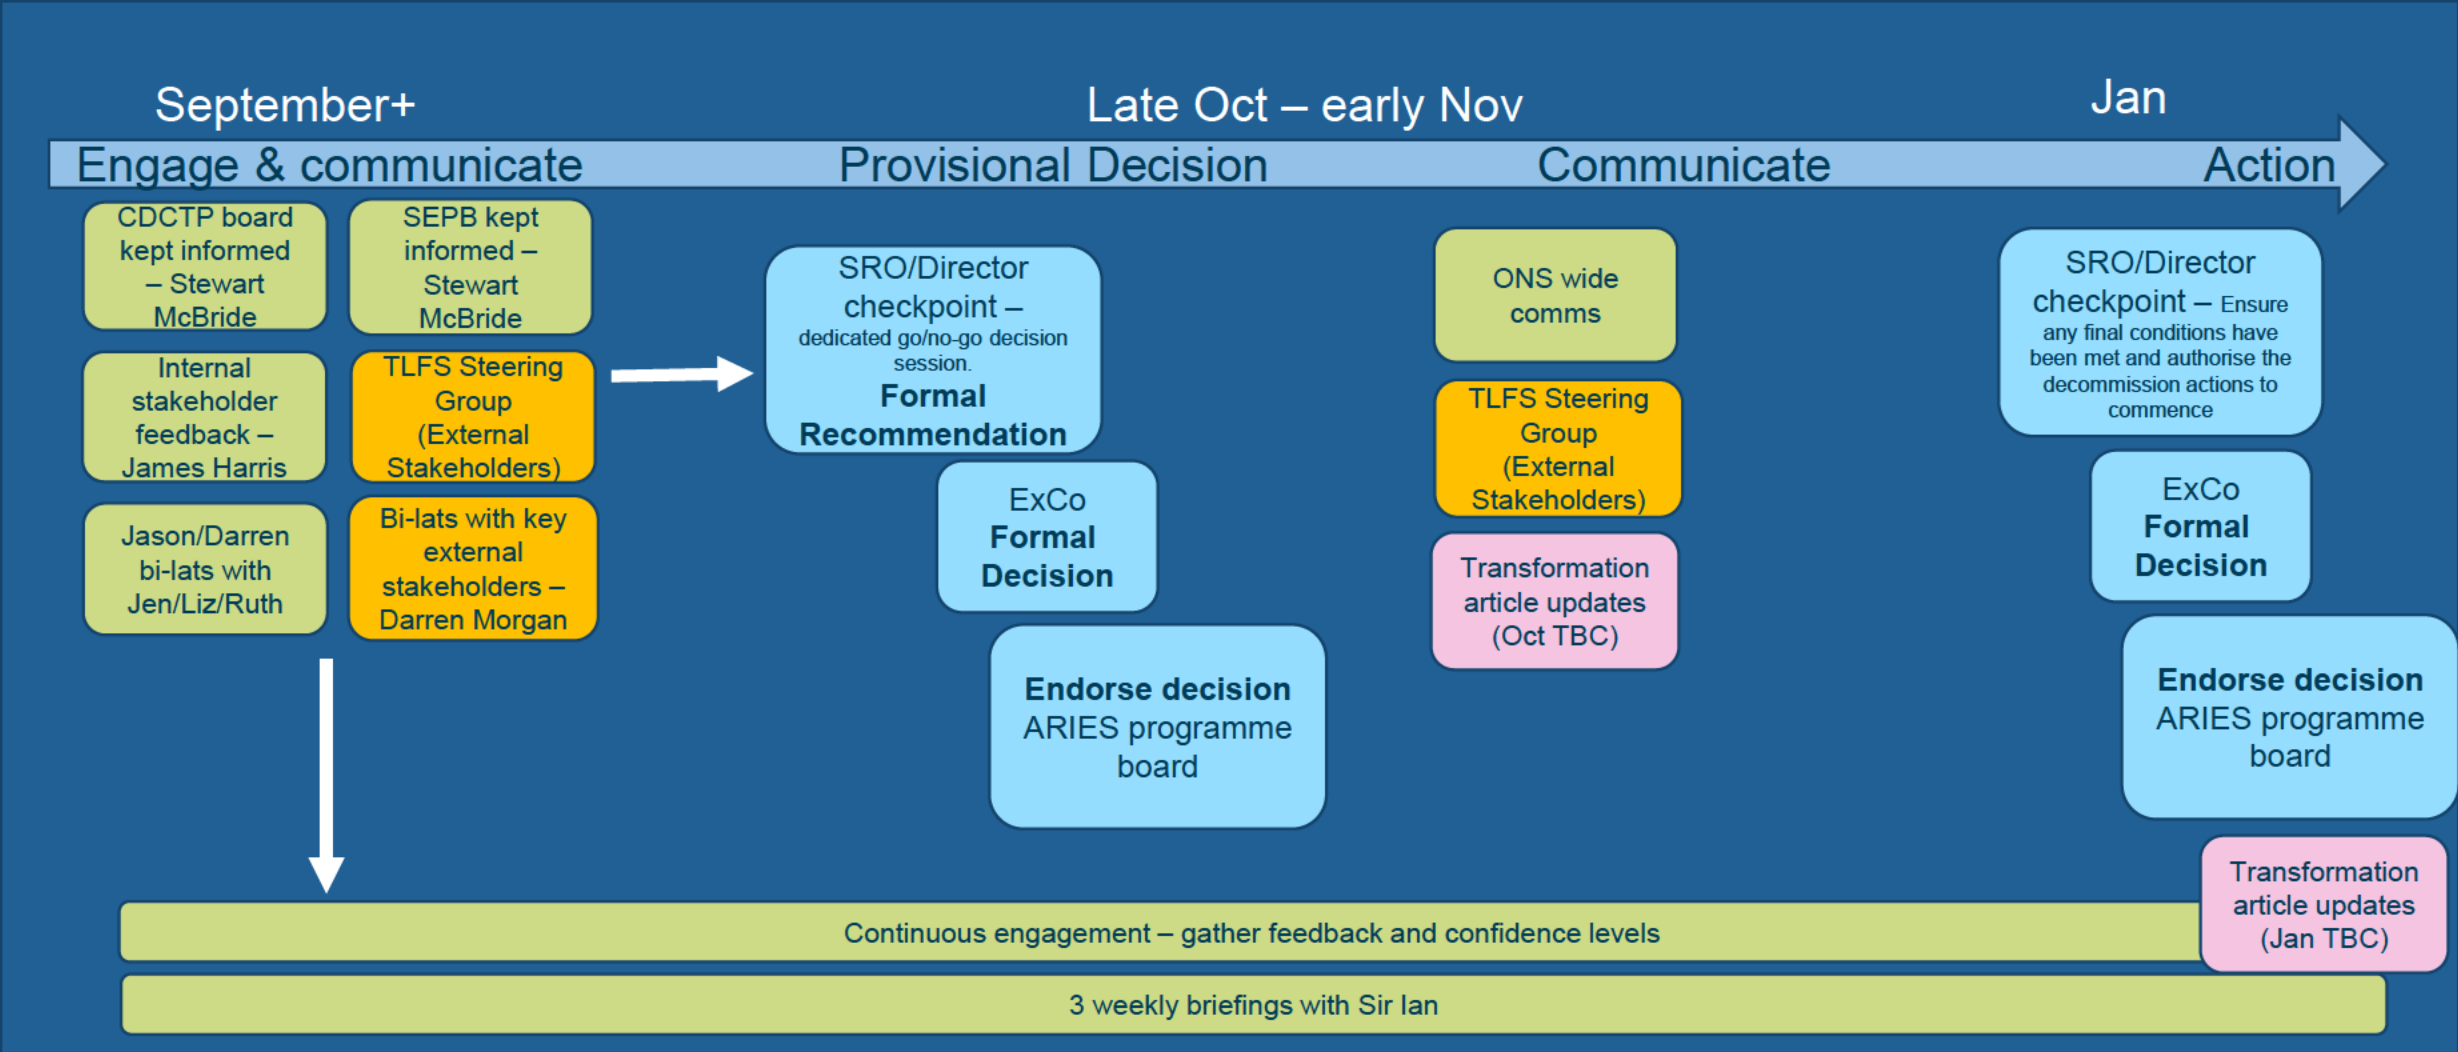 September+
Late Oct – early Nov
Jan
Engage & communicate
Provisional Decision
Communicate
Action
CDCTP board
kept informed
– Stewart
McBride
SEPB kept
informed –
Stewart
McBride
Internal
stakeholder
feedback –
James Harris
TLFS Steering
Group
(External
Stakeholders)
Jason/Darren
bi-lats with
Jen/Liz/Ruth
Bi-lats with key
external
stakeholders –
Darren Morgan
SRO/Director
checkpoint –
dedicated go/no-go decision
session.
Formal
Recommendation
ExCo
Formal
Decision
Endorse decision
ARIES programme
board
ONS wide
comms
TLFS Steering
Group
(External
Stakeholders)
Transformation
article updates
(Oct TBC)
SRO/Director
checkpoint – Ensure
any final conditions have
been met and authorise the
decommission actions to
commence
ExCo
Formal
Decision
Endorse decision
ARIES programme
board
Transformation
article updates
(Jan TBC)
Continuous engagement – gather feedback and confidence levels
3 weekly briefings with Sir Ian